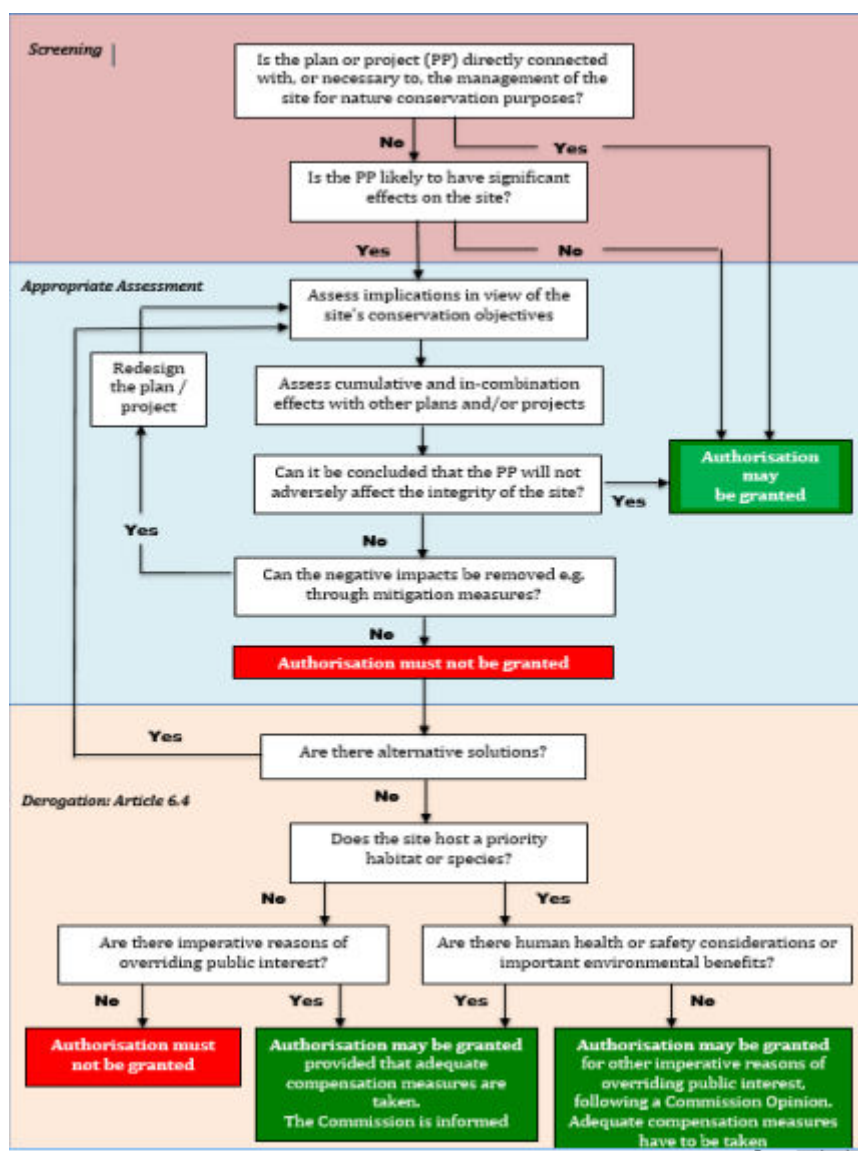 Screening
Is the plan or project (PP) directly connected
with, or necessary to, the management of the
site for nature conservation purposes?
No
Yes
Is the PP likely to have significant
effects on the site?
Yes
No
Appropriate Assessment
Assess implications in view of the
site's conservation objectives
Redesign
the plan /
project
Assess cumulative and in-combination
effects with other plans and/or projects
Authorisation
may
be granted
Can it be concluded that the PP will not
adversely affect the integrity of the site?
Yes
Yes
No
Can the negative impacts be removed e.g.
through mitigation measures?
No
Authorisation must not be granted
Yes
Are there alternative solutions?
No
Derogation: Article 6.4
Does the site host a priority
habitat or species?
No
Yes
Are there imperative reasons of
overriding public interest?
Are there human health or safety considerations or
important environmental benefits?
No
Yes
Yes
No
Authorisation must
not be granted
Authorisation may be granted
provided that adequate
compensation measures are
taken.
The Commission is informed
Authorisation may be granted
for other imperative reasons of
overriding public interest,
following a Commission Opinion.
Adequate compensation measures
have to be taken